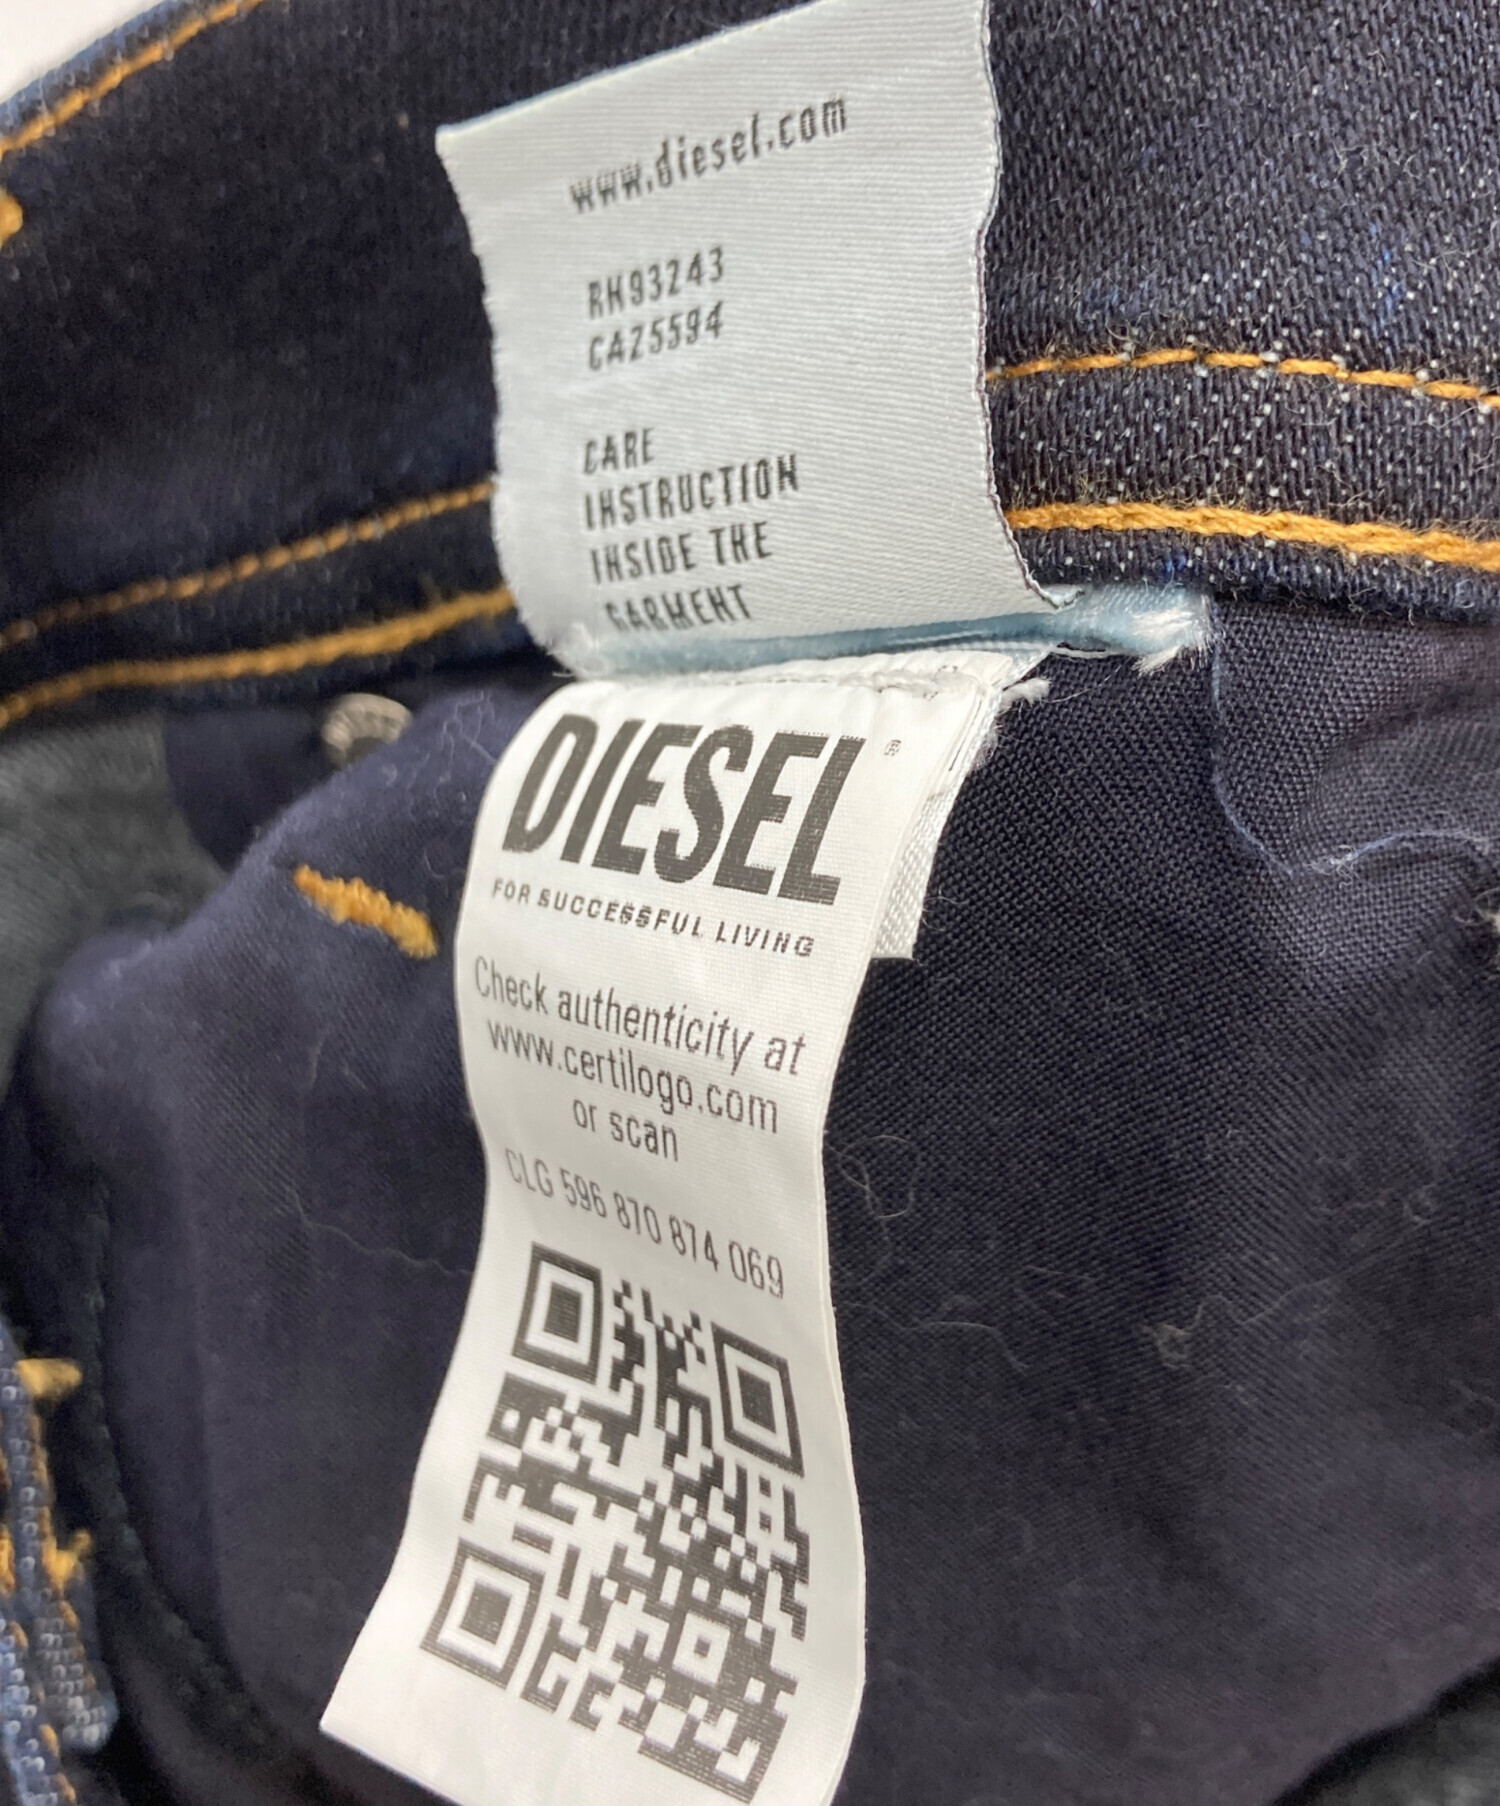 www.diesel.com
RN93243
CA25594
CARE
INSTRUCTION
INSIDE THE
GARMENT
DIESEL®
FOR SUCCESSFUL LIVING
Check authenticity at
www.certilogo.com
or scan
CLG 596 870 874 069